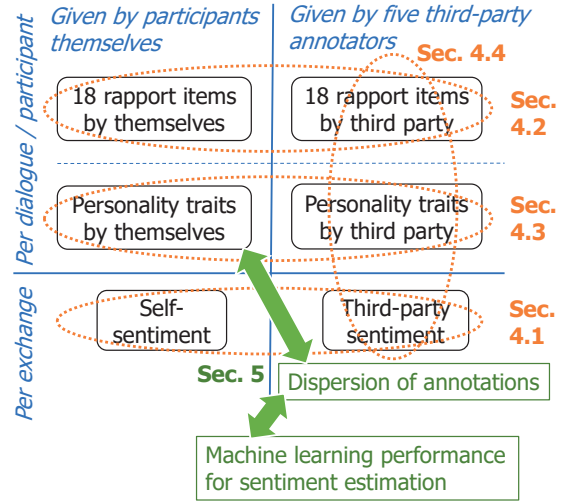 Given by participants
themselves
Given by five third-party
annotators
Sec. 4.4
Per dialogue / participant
18 rapport items
by themselves
18 rapport items
by third party
Sec.
4.2
Personality traits
by themselves
Personality traits
by third party
Sec.
4.3
Per exchange
Self-
sentiment
Third-party
sentiment
Sec.
4.1
Sec. 5
Dispersion of annotations
Machine learning performance
for sentiment estimation